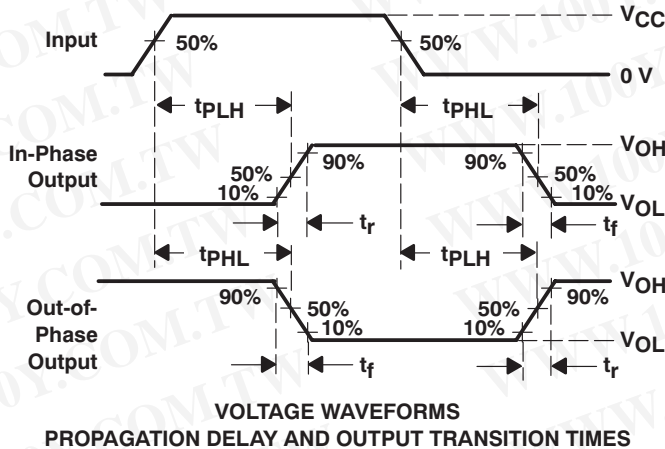 Input 50% 50% VCC
0 V
tPLH tPHL
In-Phase Output 50% 10% 90% 90% 50% 10% VOH
VOL
tr tf
tPHL tPLH
Out-of-Phase Output 90% 50% 10% 10% 50% 90% VOH
VOL
tf tr
VOLTAGE WAVEFORMS
PROPAGATION DELAY AND OUTPUT TRANSITION TIMES